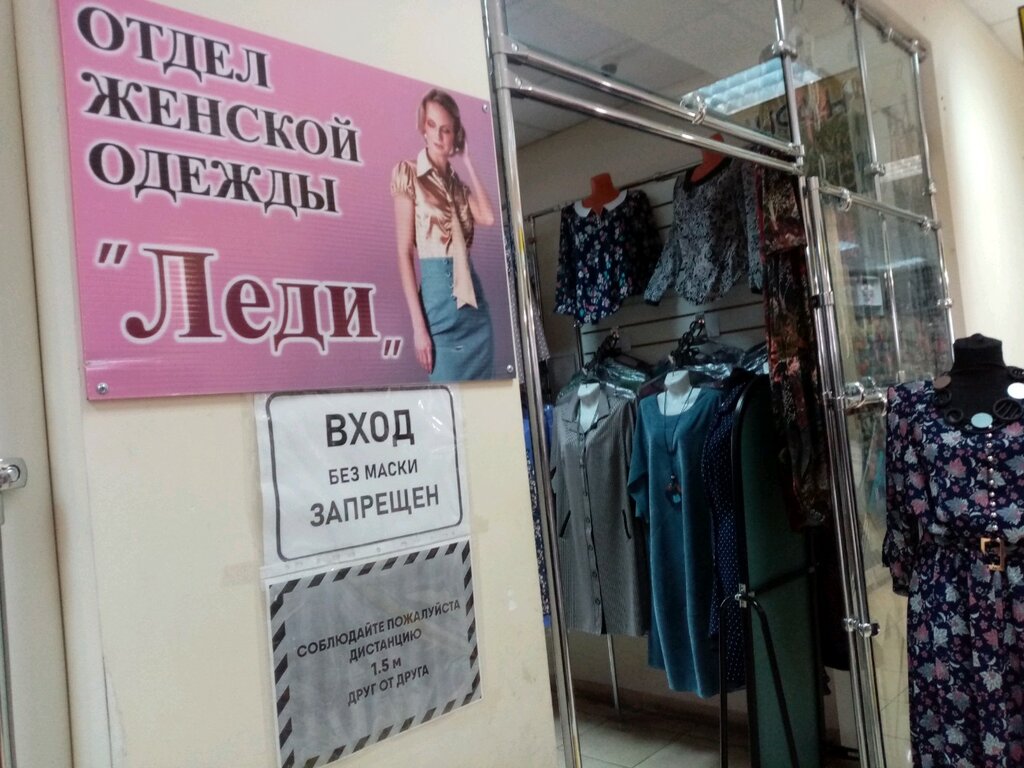 ОТДЕЛ
ЖЕНСКОЙ
ОДЕЖДЫ
"Леди„
ВХОД
БЕЗ МАСКИ
ЗАПРЕЩЕН
СОБЛЮДАЙТЕ ПОЖАЛУЙСТА
ДИСТАНЦИЮ
1.5 м
ДРУГ ОТ ДРУГА